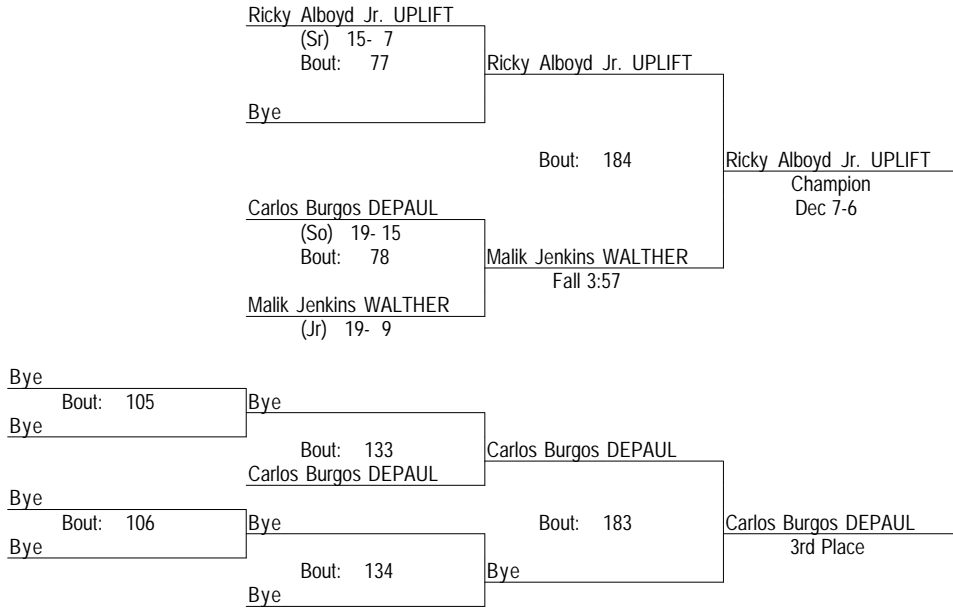 Ricky Alboyd Jr. UPLIFT
(Sr) 15- 7
Bout: 77
Ricky Alboyd Jr. UPLIFT
Bye
Bout: 184
Ricky Alboyd Jr. UPLIFT
Champion
Dec 7-6
Carlos Burgos DEPAUL
(So) 19- 15
Bout: 78
Malik Jenkins WALTHER
Fall 3:57
Malik Jenkins WALTHER
(Jr) 19- 9
Bye
Bout: 105
Bye
Bye
Bout: 133
Carlos Burgos DEPAUL
Carlos Burgos DEPAUL
Bye
Bout: 106
Bye
Bye
Bout: 183
Carlos Burgos DEPAUL
3rd Place
Bout: 134
Bye
Bye